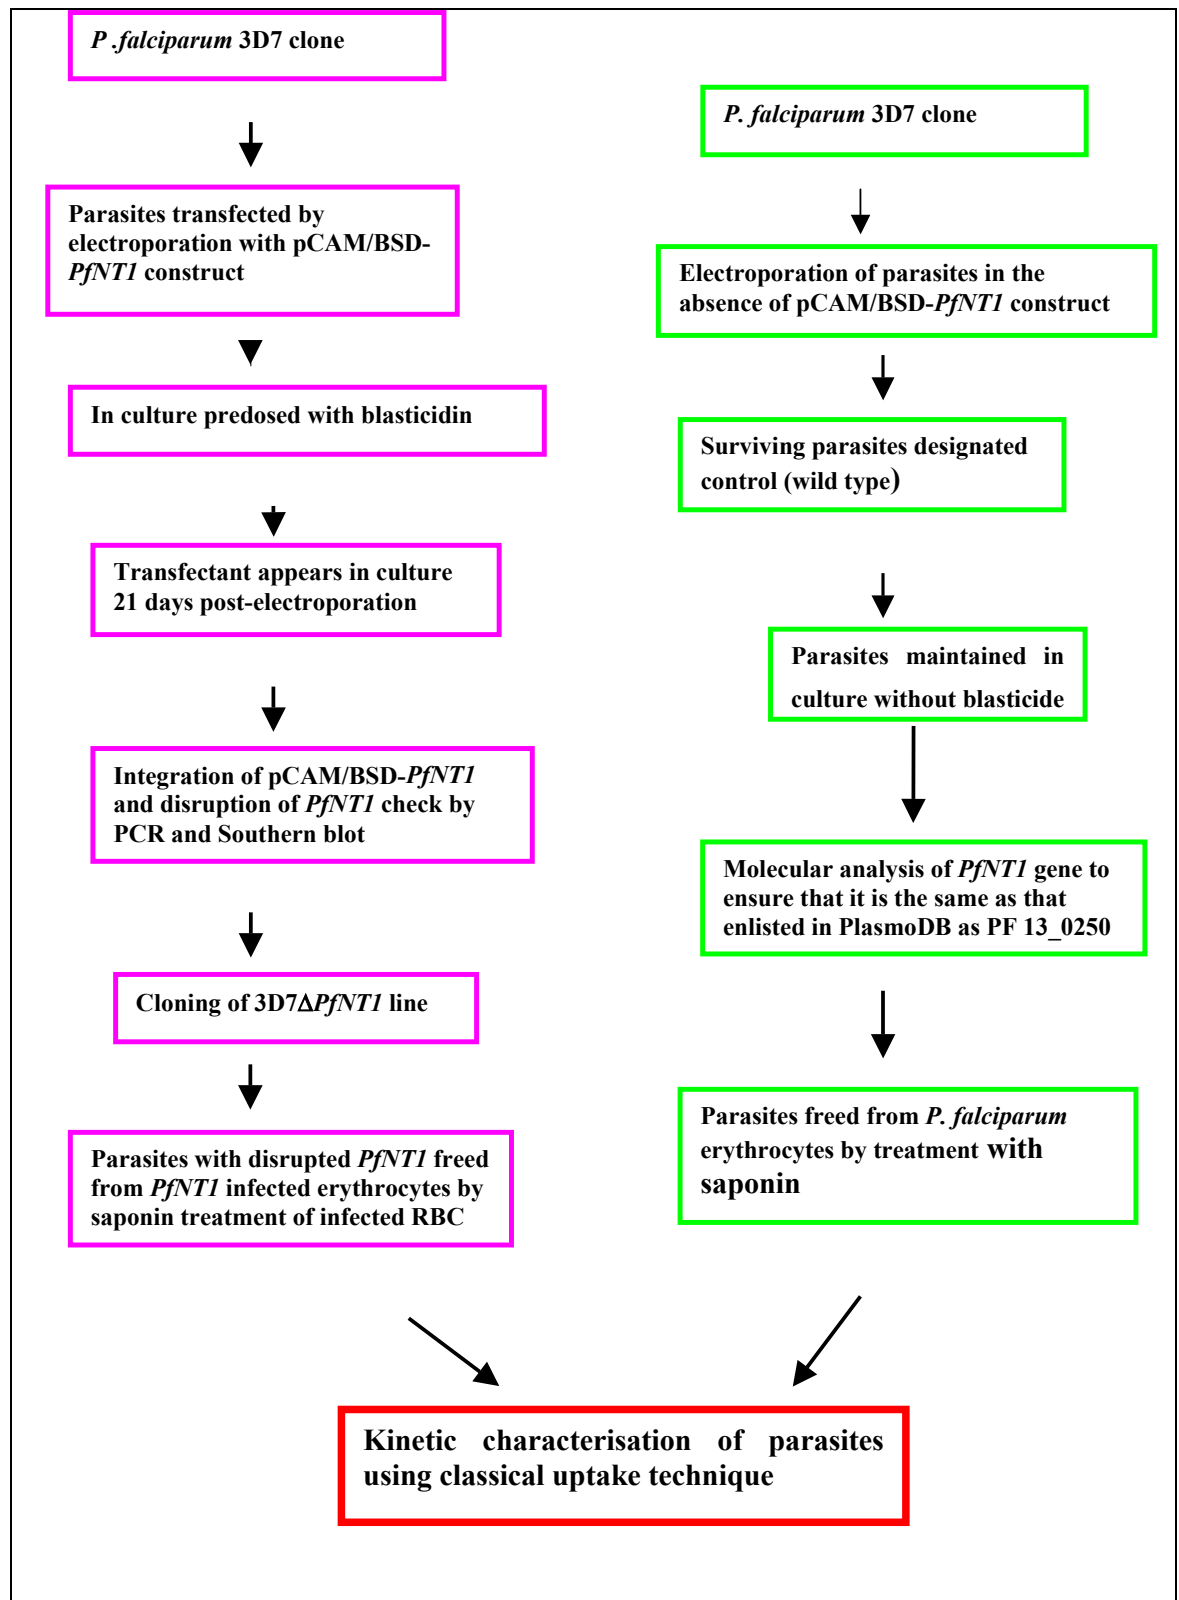 P .falciparum 3D7 clone
Parasites transfected by
electroporation with pCAM/BSD-
PfNT1 construct
In culture predosed with blasticidin
Transfectant appears in culture
21 days post-electroporation
Integration of pCAM/BSD-PfNT1
and disruption of PfNT1 check by
PCR and Southern blot
Cloning of 3D7ΔPfNT1 line
Parasites with disrupted PfNT1 freed
from PfNT1 infected erythrocytes by
saponin treatment of infected RBC
P. falciparum 3D7 clone
Electroporation of parasites in the
absence of pCAM/BSD-PfNT1 construct
Surviving parasites designated
control (wild type)
Parasites maintained in
culture without blasticide
Molecular analysis of PfNT1 gene to
ensure that it is the same as that
enlisted in PlasmoDB as PF 13_0250
Parasites freed from P. falciparum
erythrocytes by treatment with
saponin
Kinetic characterisation of parasites
using classical uptake technique